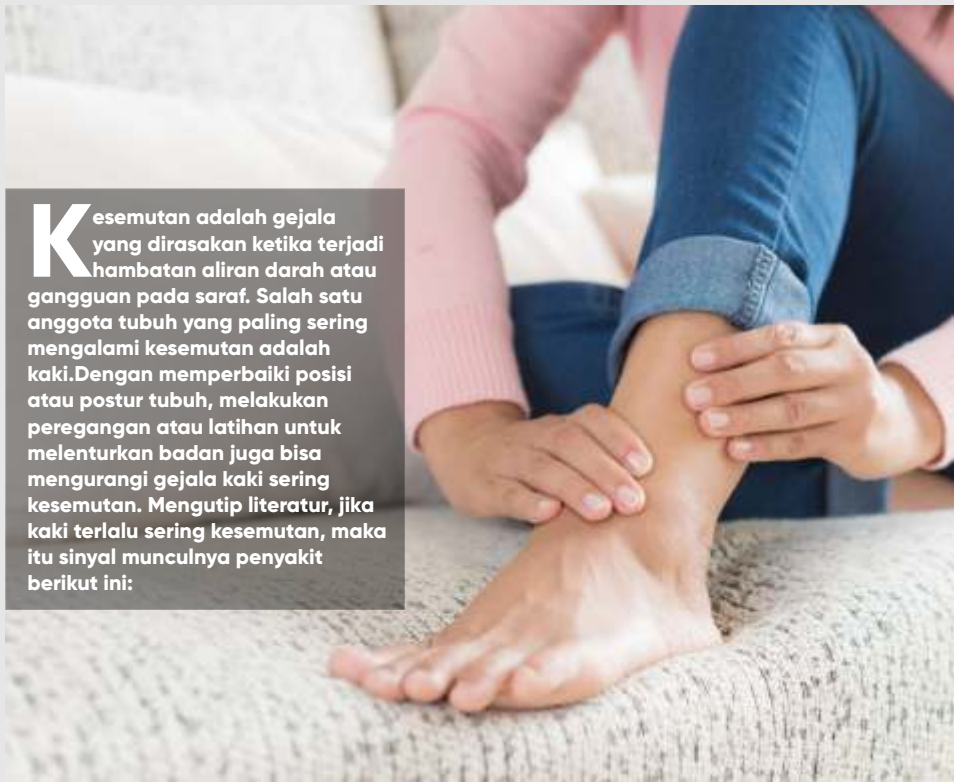 Kesemutan adalah gejala
yang dirasakan ketika terjadi
hambatan aliran darah atau
gangguan pada saraf. Salah satu
anggota tubuh yang paling sering
mengalami kesemutan adalah
kaki.Dengan memperbaiki posisi
atau postur tubuh, melakukan
peregangan atau latihan untuk
melenturkan badan juga bisa
mengurangi gejala kaki sering
kesemutan. Mengutip literatur, jika
kaki terlalu sering kesemutan, maka
itu sinyal munculnya penyakit
berikut ini: